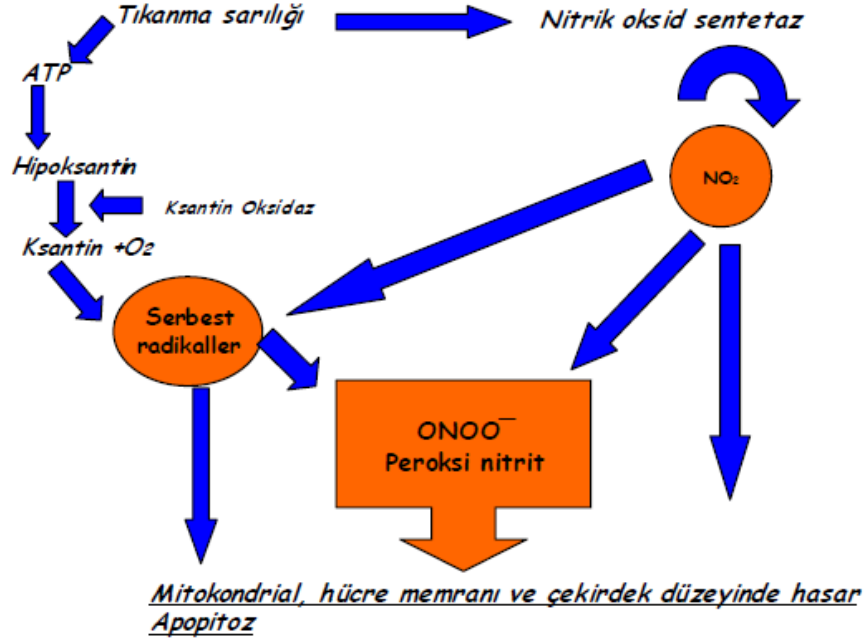 Tıkanma sarılığı
Nitrik oksid sentetaz
ATP
Hipoksantin
Ksantin Oksidaz
Ksantin +O₂
NO₂
Serbest
radikaller
ONOO⁻
Peroksi nitrit
Mitokondrial, hücre memranı ve çekirdek düzeyinde hasar
Apopitoz